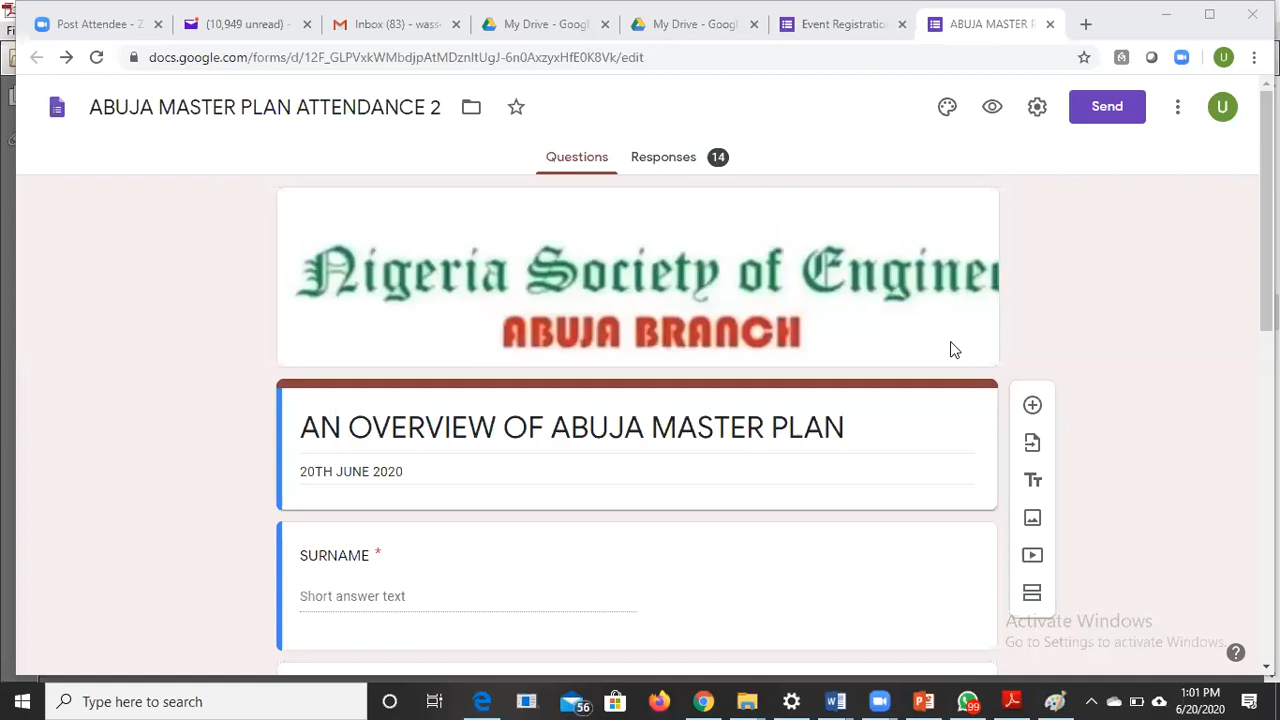 Post Attendee - Z
(10,949 unread) -
Inbox (83) - wass
My Drive - Googl
My Drive - Googl
Event Registratio
ABUJA MASTER P
docs.google.com/forms/d/12F_GLPVxkWMbdjpAtMDznltUgJ-6n0AxzyxHfE0K8Vk/edit
U
ABUJA MASTER PLAN ATTENDANCE 2
Send
U
Questions
Responses 14
Nigeria Society of Enginee
ABUJA BRANCH
AN OVERVIEW OF ABUJA MASTER PLAN
20TH JUNE 2020
SURNAME *
Short answer text
Activate Windows
Go to Settings to activate Windows.
Type here to search
56
99
1:01 PM
6/20/2020